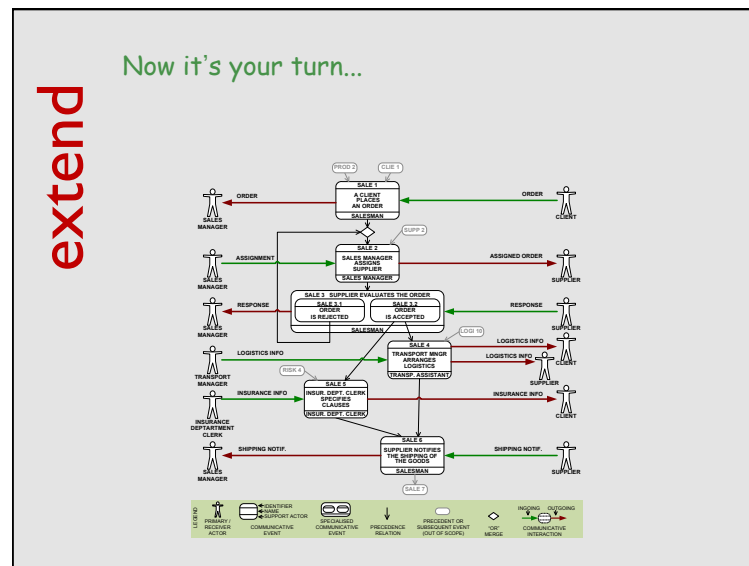 extend
Now it's your turn...
PROD 2
CLIE 1
SALE 1
A CLIENT
PLACES
AN ORDER
SALESMAN
ORDER
ORDER
SALES
MANAGER
CLIENT
SUPP 2
SALE 2
SALES MANAGER
ASSIGNS
SUPPLIER
SALES MANAGER
ASSIGNMENT
ASSIGNED ORDER
SALES
MANAGER
SUPPLIER
SALE 3 SUPPLIER EVALUATES THE ORDER
SALE 3.1
ORDER
IS REJECTED
SALE 3.2
ORDER
IS ACCEPTED
SALESMAN
RESPONSE
RESPONSE
SALES
MANAGER
SUPPLIER
LOGI 10
SALE 4
TRANSPORT MNGR
ARRANGES
LOGISTICS
TRANSP. ASSISTANT
LOGISTICS INFO
LOGISTICS INFO
LOGISTICS INFO
TRANSPORT
MANAGER
CLIENT
SUPPLIER
RISK 4
SALE 5
INSUR. DEPT. CLERK
SPECIFIES
CLAUSES
INSUR. DEPT. CLERK
INSURANCE INFO
INSURANCE INFO
INSURANCE
DEPTARTMENT
CLERK
CLIENT
SALE 6
SUPPLIER NOTIFIES
THE SHIPPING OF
THE GOODS
SALESMAN
SHIPPING NOTIF.
SHIPPING NOTIF.
SALES
MANAGER
SUPPLIER
SALE 7
LEGEND
PRIMARY /
RECEIVER
ACTOR
IDENTIFIER
NAME
SUPPORT ACTOR
COMMUNICATIVE
EVENT
SPECIALISED
COMMUNICATIVE
EVENT
PRECEDENCE
RELATION
PRECEDENT OR
SUBSEQUENT EVENT
(OUT OF SCOPE)
"OR"
MERGE
INGOING
OUTGOING
COMMUNICATIVE
INTERACTION